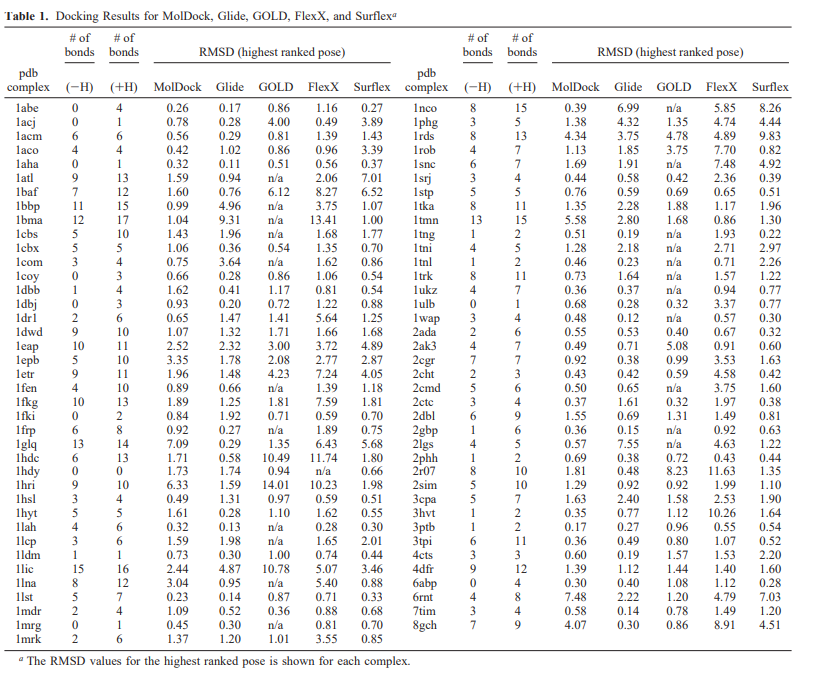 Table 1. Docking Results for MolDock, Glide, GOLD, FlexX, and Surflexa
# of # of # of # of
bonds bonds RMSD (highest ranked pose) bonds bonds RMSD (highest ranked pose)
pdb pdb
complex (−H) (+H) MolDock Glide GOLD FlexX Surflex complex (−H) (+H) MolDock Glide GOLD FlexX Surflex
1abe 0 4 0.26 0.17 0.86 1.16 0.27 1nco 8 15 0.39 6.99 n/a 5.85 8.26
1acj 0 1 0.78 0.28 4.00 0.49 3.89 1phg 3 5 1.38 4.32 1.35 4.74 4.44
1acm 6 6 0.56 0.29 0.81 1.39 1.43 1rds 8 13 4.34 3.75 4.78 4.89 9.83
1aco 4 4 0.42 1.02 0.86 0.96 3.39 1rob 4 7 1.13 1.85 3.75 7.70 0.82
1aha 0 1 0.32 0.11 0.51 0.56 0.37 1snc 6 7 1.69 1.91 n/a 7.48 4.92
1atl 9 13 1.59 0.94 n/a 2.06 7.01 1srj 3 4 0.44 0.58 0.42 2.36 0.39
1baf 7 12 1.60 0.76 6.12 8.27 6.52 1stp 5 5 0.76 0.59 0.69 0.65 0.51
1bbp 11 15 0.99 4.96 n/a 3.75 1.07 1tka 8 11 1.35 2.28 1.88 1.17 1.96
1bma 12 17 1.04 9.31 n/a 13.41 1.00 1tmn 13 15 5.58 2.80 1.68 0.86 1.30
1cbs 5 10 1.43 1.96 n/a 1.68 1.77 1tng 1 2 0.51 0.19 n/a 1.93 0.22
1cbx 5 5 1.06 0.36 0.54 1.35 0.70 1tni 4 5 1.28 2.18 n/a 2.71 2.97
1com 3 4 0.75 3.64 n/a 1.62 0.86 1tnl 1 2 0.46 0.23 n/a 0.71 2.26
1coy 0 3 0.66 0.28 0.86 1.06 0.54 1trk 8 11 0.73 1.64 n/a 1.57 1.22
1dbb 1 4 1.62 0.41 1.17 0.81 0.54 1ukz 4 7 0.36 0.37 n/a 0.94 0.77
1dbj 0 3 0.93 0.20 0.72 1.22 0.88 1ulb 0 1 0.68 0.28 0.32 3.37 0.77
1dr1 2 6 0.65 1.47 1.41 5.64 1.25 1wap 3 4 0.48 0.12 n/a 0.57 0.30
1dwd 9 10 1.07 1.32 1.71 1.66 1.68 2ada 2 6 0.55 0.53 0.40 0.67 0.32
1eap 10 11 2.52 2.32 3.00 3.72 4.89 2ak3 4 7 0.49 0.71 5.08 0.91 0.60
1epb 5 10 3.35 1.78 2.08 2.77 2.87 2cgr 7 7 0.92 0.38 0.99 3.53 1.63
1etr 9 11 1.96 1.48 4.23 7.24 4.05 2cht 2 3 0.43 0.42 0.59 4.58 0.42
1fen 4 10 0.89 0.66 n/a 1.39 1.18 2cmd 5 6 0.50 0.65 n/a 3.75 1.60
1fkg 10 13 1.89 1.25 1.81 7.59 1.81 2ctc 3 4 0.37 1.61 0.32 1.97 0.38
1fki 0 2 0.84 1.92 0.71 0.59 0.70 2dbl 6 9 1.55 0.69 1.31 1.49 0.81
1frp 6 8 0.92 0.27 n/a 1.89 0.75 2gbp 1 6 0.36 0.15 n/a 0.92 0.63
1glq 13 14 7.09 0.29 1.35 6.43 5.68 2lgs 4 5 0.57 7.55 n/a 4.63 1.22
1hdc 6 13 1.71 0.58 10.49 11.74 1.80 2phh 1 2 0.69 0.38 0.72 0.43 0.44
1hdy 0 0 1.73 1.74 0.94 n/a 0.66 2r07 8 10 1.81 0.48 8.23 11.63 1.35
1hri 9 10 6.33 1.59 14.01 10.23 1.98 2sim 5 10 1.29 0.92 0.92 1.99 1.10
1hsl 3 4 0.49 1.31 0.97 0.59 0.51 3cpa 5 7 1.63 2.40 1.58 2.53 1.90
1hyt 5 5 1.61 0.28 1.10 1.62 0.55 3hvt 1 2 0.35 0.77 1.12 10.26 1.64
1lah 4 6 0.32 0.13 n/a 0.28 0.30 3ptb 1 2 0.17 0.27 0.96 0.55 0.54
1lcp 3 6 1.59 1.98 n/a 1.65 2.01 3tpi 6 11 0.36 0.49 0.80 1.07 0.52
1ldm 1 1 0.73 0.30 1.00 0.74 0.44 4cts 3 3 0.60 0.19 1.57 1.53 2.20
1lic 15 16 2.44 4.87 10.78 5.07 3.46 4dfr 9 12 1.39 1.12 1.44 1.40 1.60
1lna 8 12 3.04 0.95 n/a 5.40 0.88 6abp 0 4 0.30 0.40 1.08 1.12 0.28
1lst 5 7 0.23 0.14 0.87 0.71 0.33 6rnt 4 8 7.48 2.22 1.20 4.79 7.03
1mdr 2 4 1.09 0.52 0.36 0.88 0.68 7tim 3 4 0.58 0.14 0.78 1.49 1.20
1mrg 0 1 0.45 0.30 n/a 0.81 0.70 8gch 7 9 4.07 0.30 0.86 8.91 4.51
1mrk 2 6 1.37 1.20 1.01 3.55 0.85
a The RMSD values for the highest ranked pose is shown for each complex.